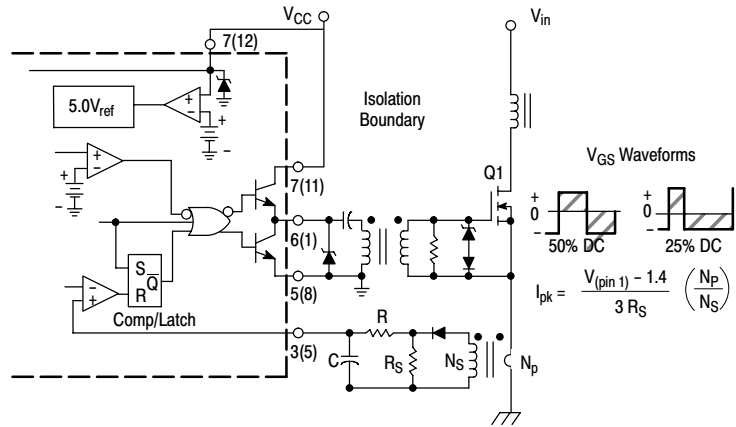 V_CC
7(12)
V_in
5.0V_ref
+
-
+
-
Isolation
Boundary
+
-
+
-
7(11)
Q1
V_GS Waveforms
+
0
-
50% DC
+
0
-
25% DC
6(1)
5(8)
S
R
Q̅
-
+
Comp/Latch
I_pk = V_(pin 1) - 1.4 / 3 R_S (N_P / N_S)
3(5)
R
C
R_S
N_S
N_p